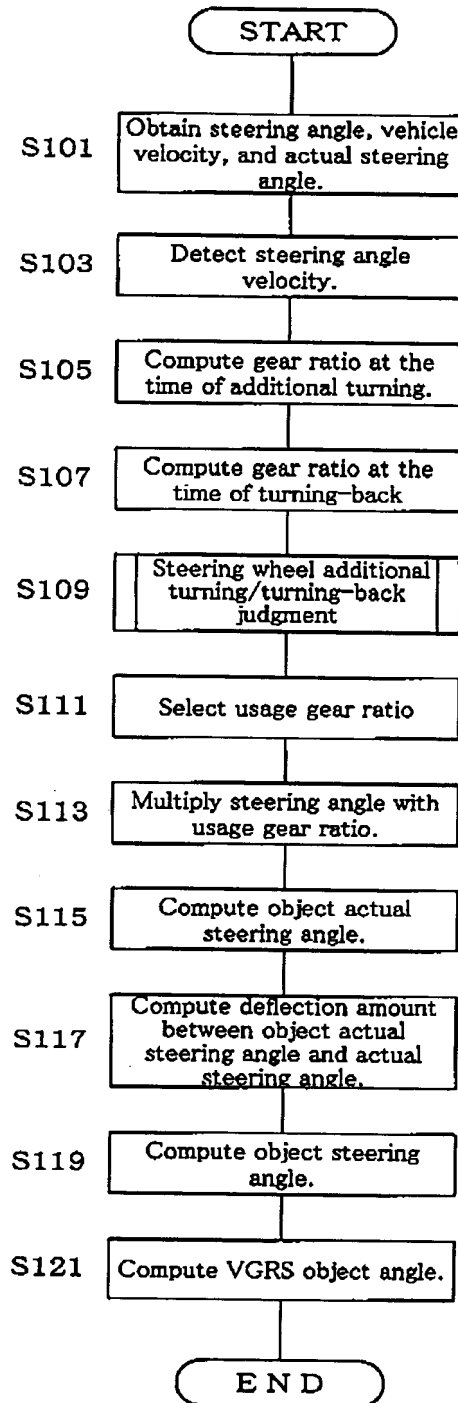 START
S101
Obtain steering angle, vehicle
velocity, and actual steering
angle.
S103
Detect steering angle
velocity.
S105
Compute gear ratio at the
time of additional turning.
S107
Compute gear ratio at the
time of turning-back
S109
Steering wheel additional
turning/turning-back
judgment
S111
Select usage gear ratio
S113
Multiply steering angle with
usage gear ratio.
S115
Compute object actual
steering angle.
S117
Compute deflection amount
between object actual
steering angle and actual
steering angle.
S119
Compute object steering
angle.
S121
Compute VGRS object angle.
END